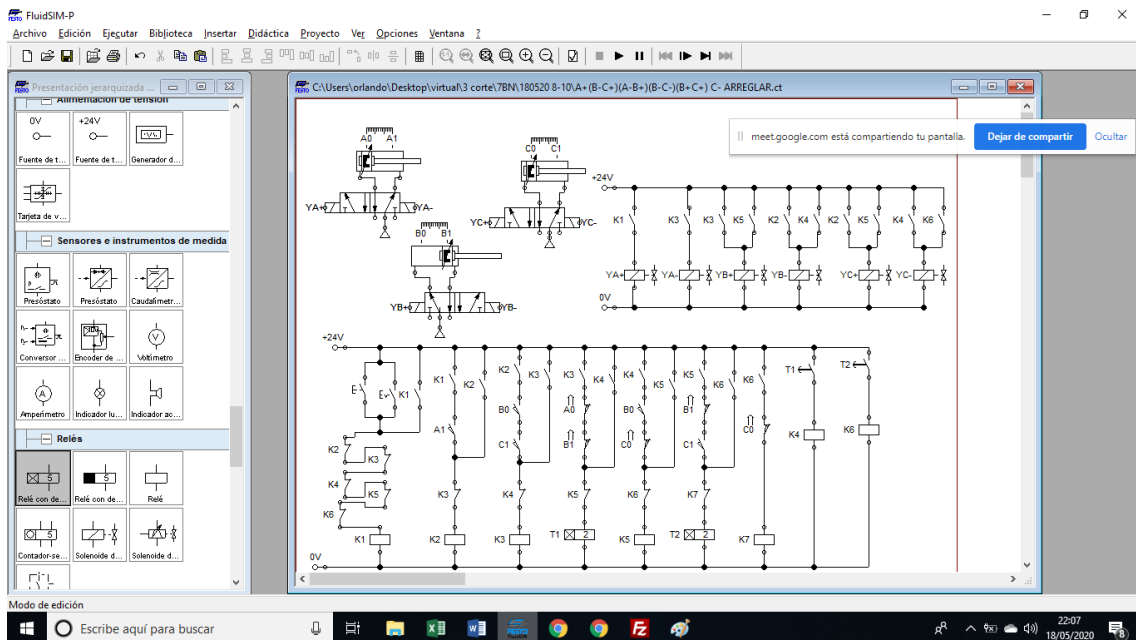 FluidSIM-P
Archivo Edición Ejecutar Biblioteca Insertar Didáctica Proyecto Ver Opciones Ventana ?
Presentación jerarquizada ...
C:\Users\orlando\Desktop\virtual\3 corte\7BN\180520 8-10\A+(B-C+)(A-B+)(B-C-)(B+C+) C- ARREGLAR.ct
Alimentación de tensión
0V +24V
Fuente de t... Fuente de t... Generador d...
Tarjeta de v...
Sensores e instrumentos de medida
Presóstato Presóstato Caudalímetr...
Conversor ... Encoder de ... Voltímetro
Amperímetro Indicador lu... Indicador ac...
Relés
Relé con de... Relé con de... Relé
Contador-se... Solenoide d... Solenoide d...
meet.google.com está compartiendo tu pantalla. Dejar de compartir Ocultar
A0 A1
C0 C1
YA+ YA-
YC+ YC-
B0 B1
YB+ YB-
+24V
K1 K3 K3 K5 K2 K4 K2 K5 K4 K6
YA+ YA- YB+ YB- YC+ YC-
0V
+24V
K1 K2 K3 K3 K4 K4 K5 K5 K6 K6 T1 T2
E E K1 K2
A1 B0 A0 B0 B1 C0
K2 K3 C1 B1 C0 C1
K4 K5 K3 K4 K5 K6 K7 K4 K6
K6
K1 K2 K3 T1 2 K5 T2 2 K7
0V
Modo de edición
Escribe aquí para buscar
22:07
18/05/2020
8